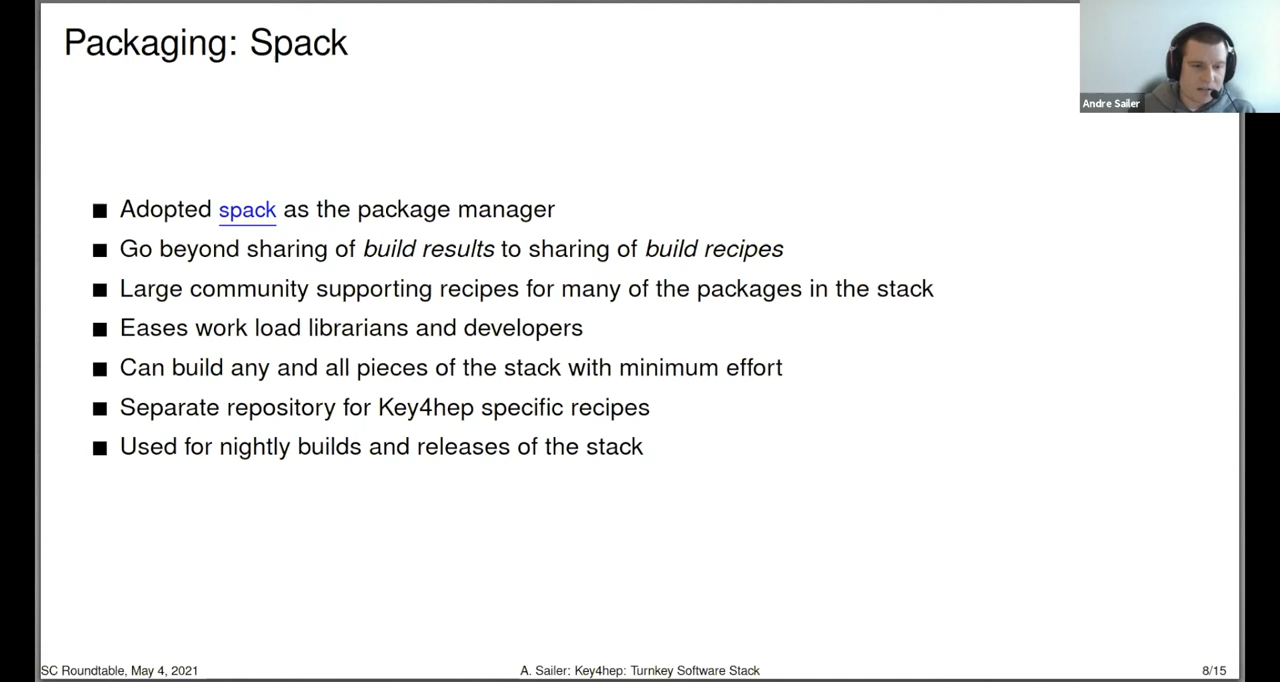 Packaging: Spack
Andre Sailer
Adopted spack as the package manager
Go beyond sharing of build results to sharing of build recipes
Large community supporting recipes for many of the packages in the stack
Eases work load librarians and developers
Can build any and all pieces of the stack with minimum effort
Separate repository for Key4hep specific recipes
Used for nightly builds and releases of the stack
SC Roundtable, May 4, 2021
A. Sailer: Key4hep: Turnkey Software Stack
8/15